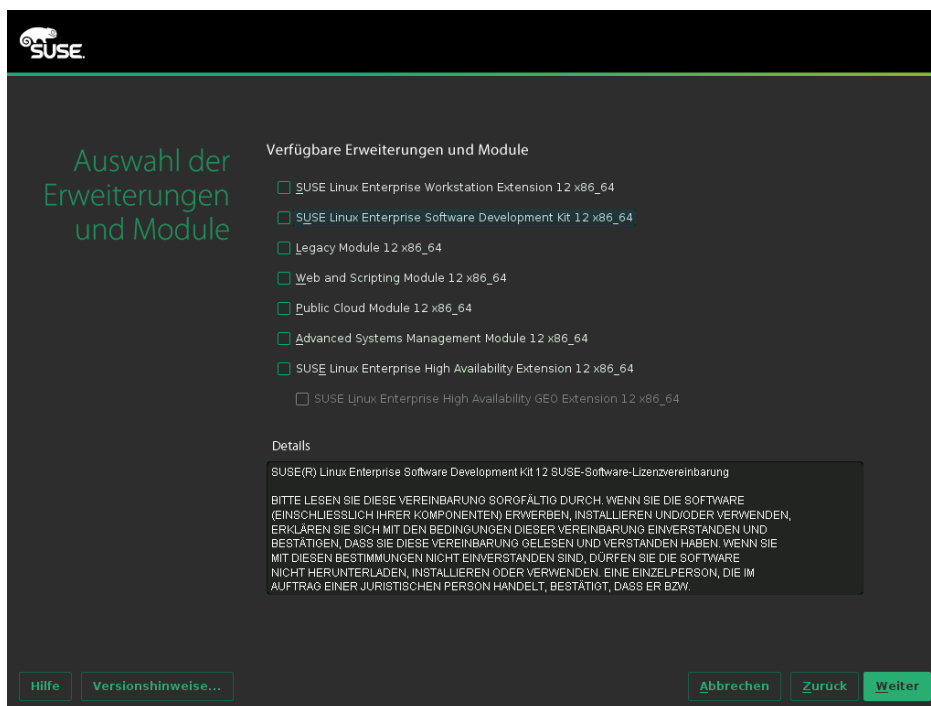 SUSE.
Auswahl der
Erweiterungen
und Module
Verfügbare Erweiterungen und Module
SUSE Linux Enterprise Workstation Extension 12 x86_64
SUSE Linux Enterprise Software Development Kit 12 x86_64
Legacy Module 12 x86_64
Web and Scripting Module 12 x86_64
Public Cloud Module 12 x86_64
Advanced Systems Management Module 12 x86_64
SUSE Linux Enterprise High Availability Extension 12 x86_64
SUSE Linux Enterprise High Availability GEO Extension 12 x86_64
Details
SUSE(R) Linux Enterprise Software Development Kit 12 SUSE-Software-Lizenzvereinbarung
BITTE LESEN SIE DIESE VEREINBARUNG SORGFÄLTIG DURCH. WENN SIE DIE SOFTWARE
(EINSCHLIESSLICH IHRER KOMPONENTEN) ERWERBEN, INSTALLIEREN UND/ODER VERWENDEN,
ERKLÄREN SIE SICH MIT DEN BEDINGUNGEN DIESER VEREINBARUNG EINVERSTANDEN UND
BESTÄTIGEN, DASS SIE DIESE VEREINBARUNG GELESEN UND VERSTANDEN HABEN. WENN SIE
MIT DIESEN BESTIMMUNGEN NICHT EINVERSTANDEN SIND, DÜRFEN SIE DIE SOFTWARE
NICHT HERUNTERLADEN, INSTALLIEREN ODER VERWENDEN. EINE EINZELPERSON, DIE IM
AUFTRAG EINER JURISTISCHEN PERSON HANDELT, BESTÄTIGT, DASS ER BZW.
Hilfe
Versionshinweise...
Abbrechen
Zurück
Weiter